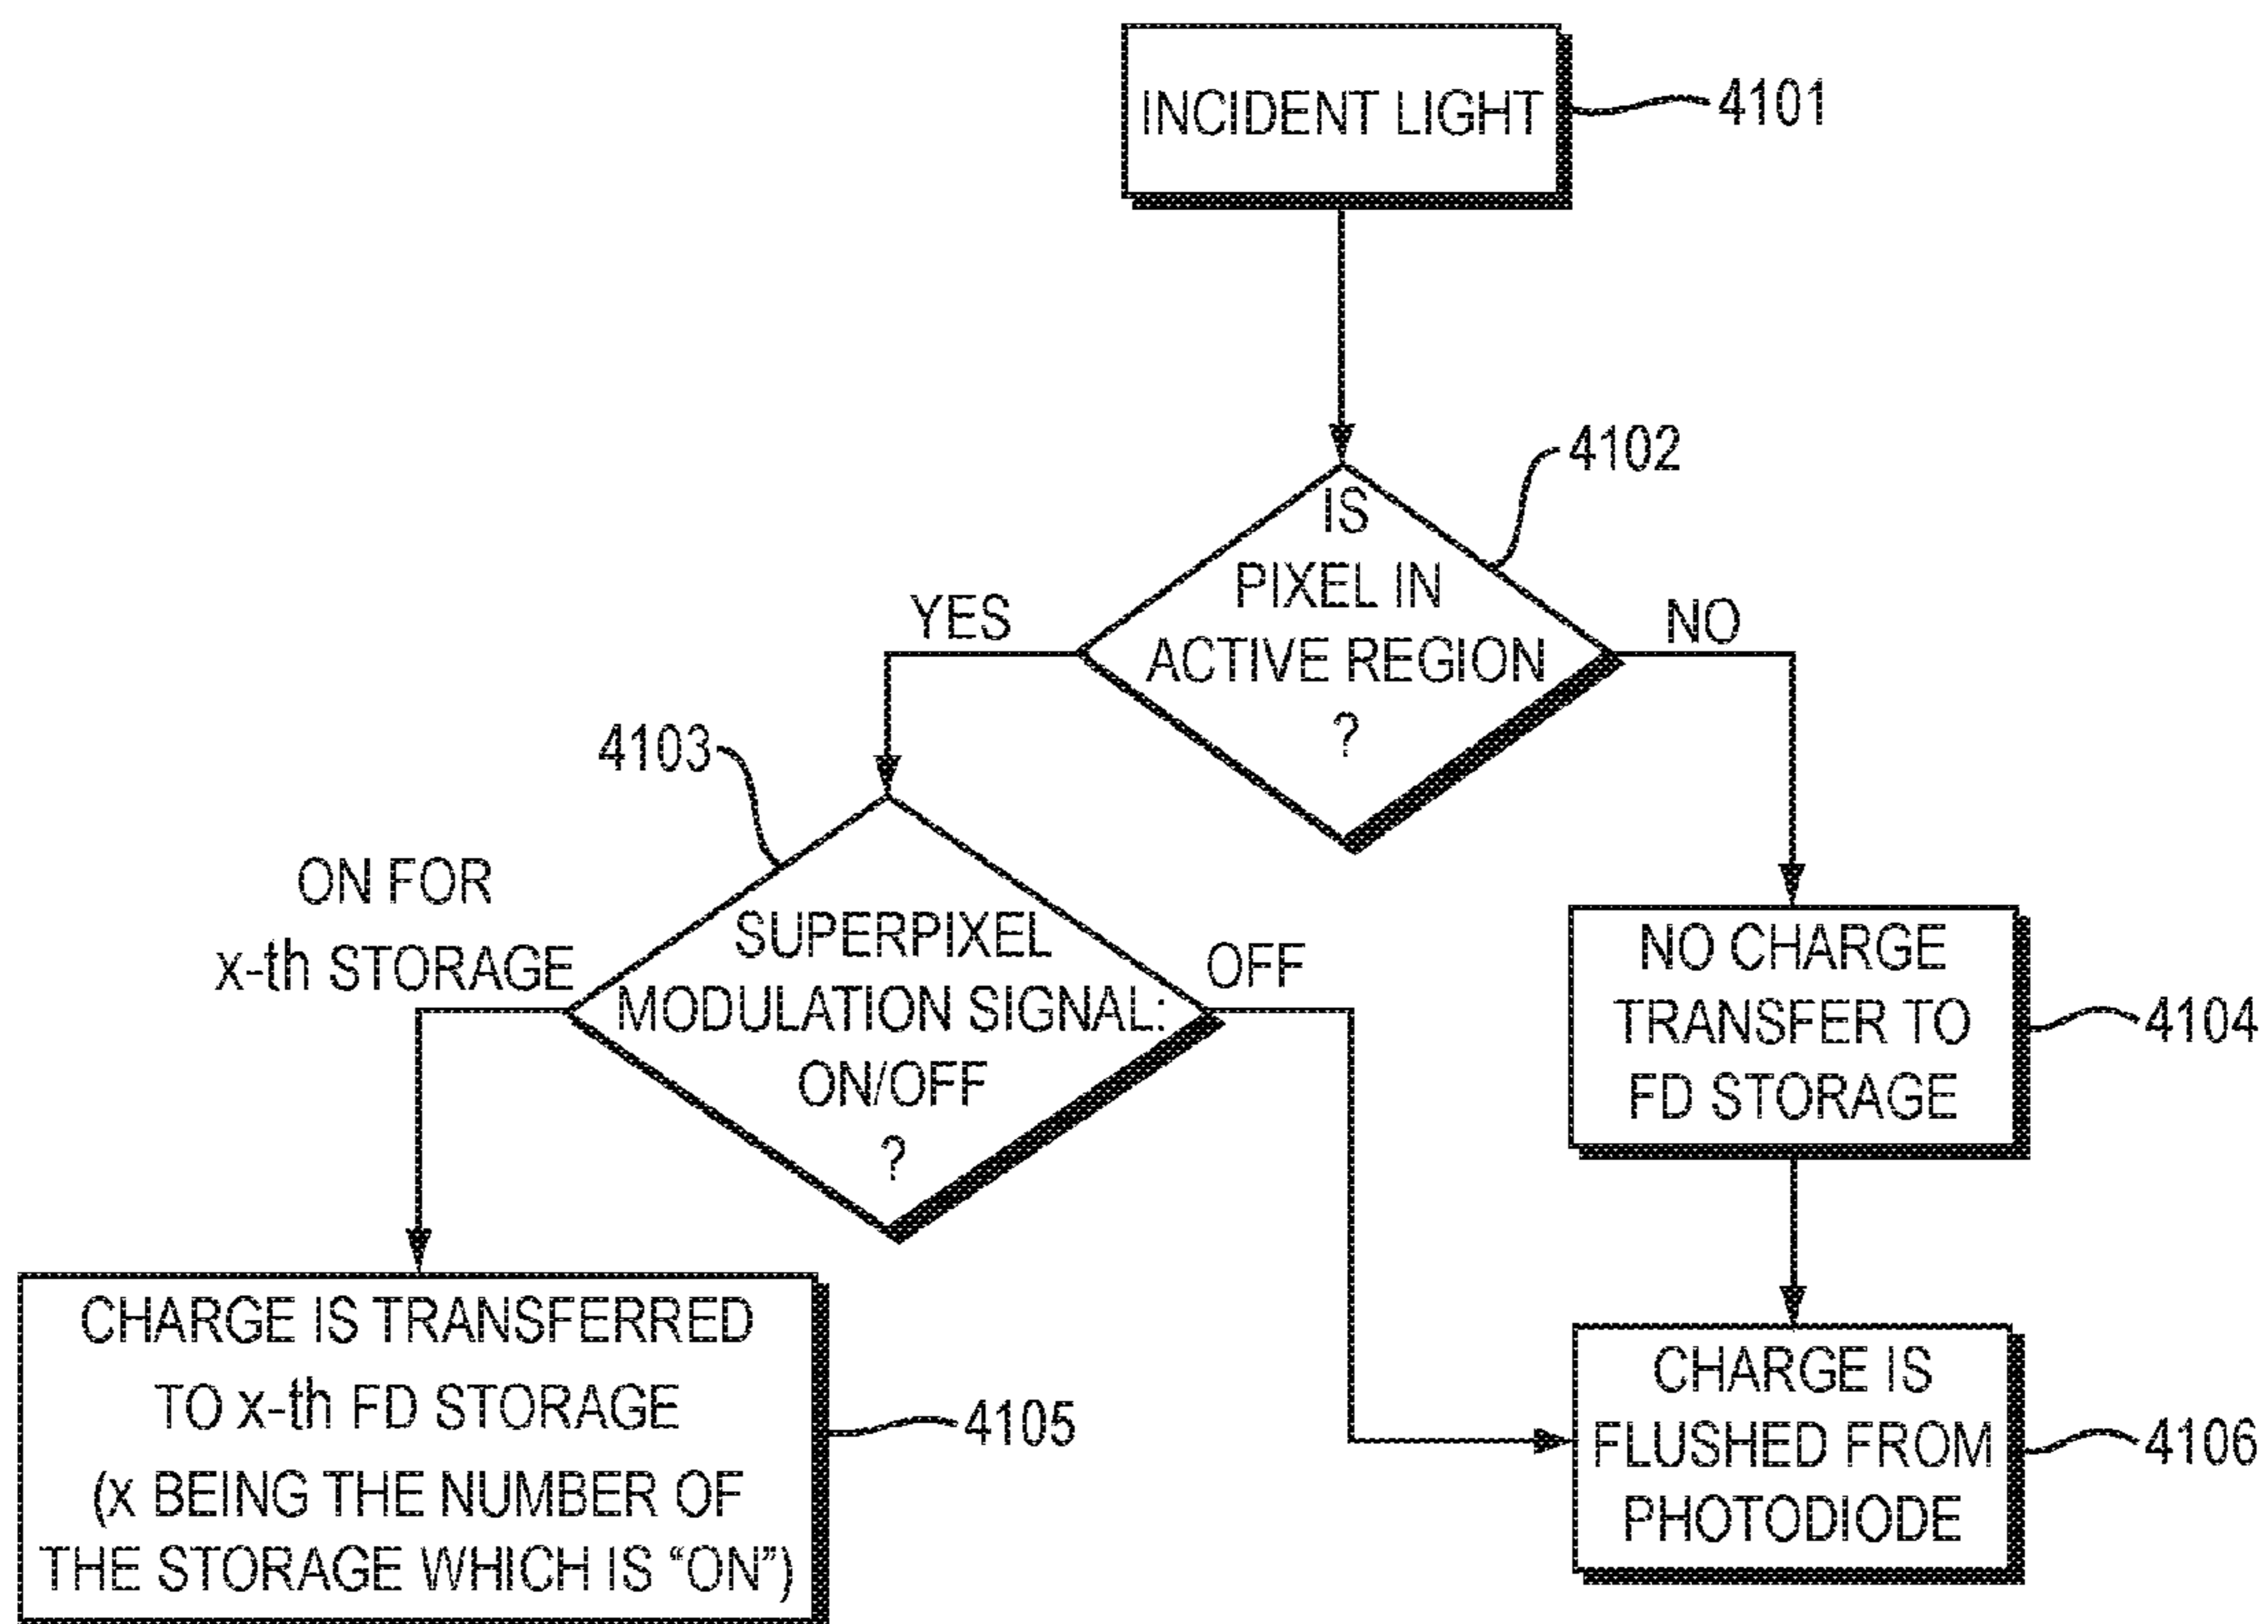 INCIDENT LIGHT
4101
4102
IS
PIXEL IN
ACTIVE REGION
?
YES
NO
4103
ON FOR
x-th STORAGE
SUPERPIXEL
MODULATION SIGNAL:
ON/OFF
?
OFF
NO CHARGE
TRANSFER TO
FD STORAGE
4104
CHARGE IS TRANSFERRED
TO x-th FD STORAGE
(x BEING THE NUMBER OF
THE STORAGE WHICH IS “ON”)
4105
CHARGE IS
FLUSHED FROM
PHOTODIODE
4106